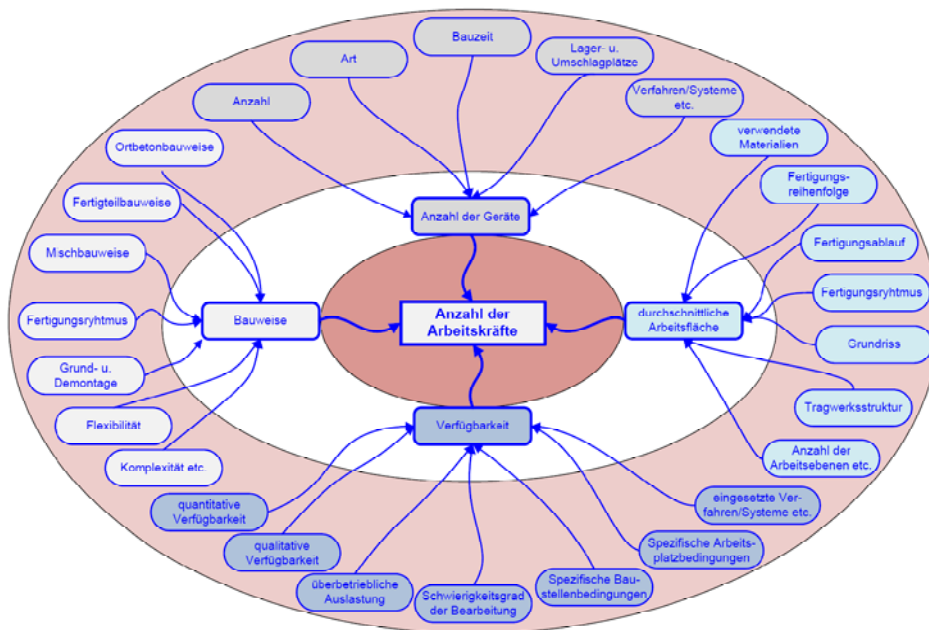 Bauzeit
Art
Lager- u.
Umschlagplätze
Anzahl
Verfahren/Systeme
etc.
Ortbetonbauweise
verwendete
Materialien
Fertigteilbauweise
Fertigungs-
reihenfolge
Anzahl der Geräte
Mischbauweise
Fertigungsablauf
Fertigungsryhtmus
Bauweise
Anzahl der
Arbeitskräfte
durchschnittliche
Arbeitsfläche
Fertigungsryhtmus
Grundriss
Grund- u.
Demontage
Tragwerksstruktur
Flexibilität
Verfügbarkeit
Komplexität etc.
Anzahl der
Arbeitsebenen etc.
quantitative
Verfügbarkeit
eingesetzte Ver-
fahren/Systeme etc.
qualitative
Verfügbarkeit
Spezifische Arbeits-
platzbedingungen
überbetriebliche
Auslastung
Schwierigkeitsgrad
der Bearbeitung
Spezifische Bau-
stellenbedingungen